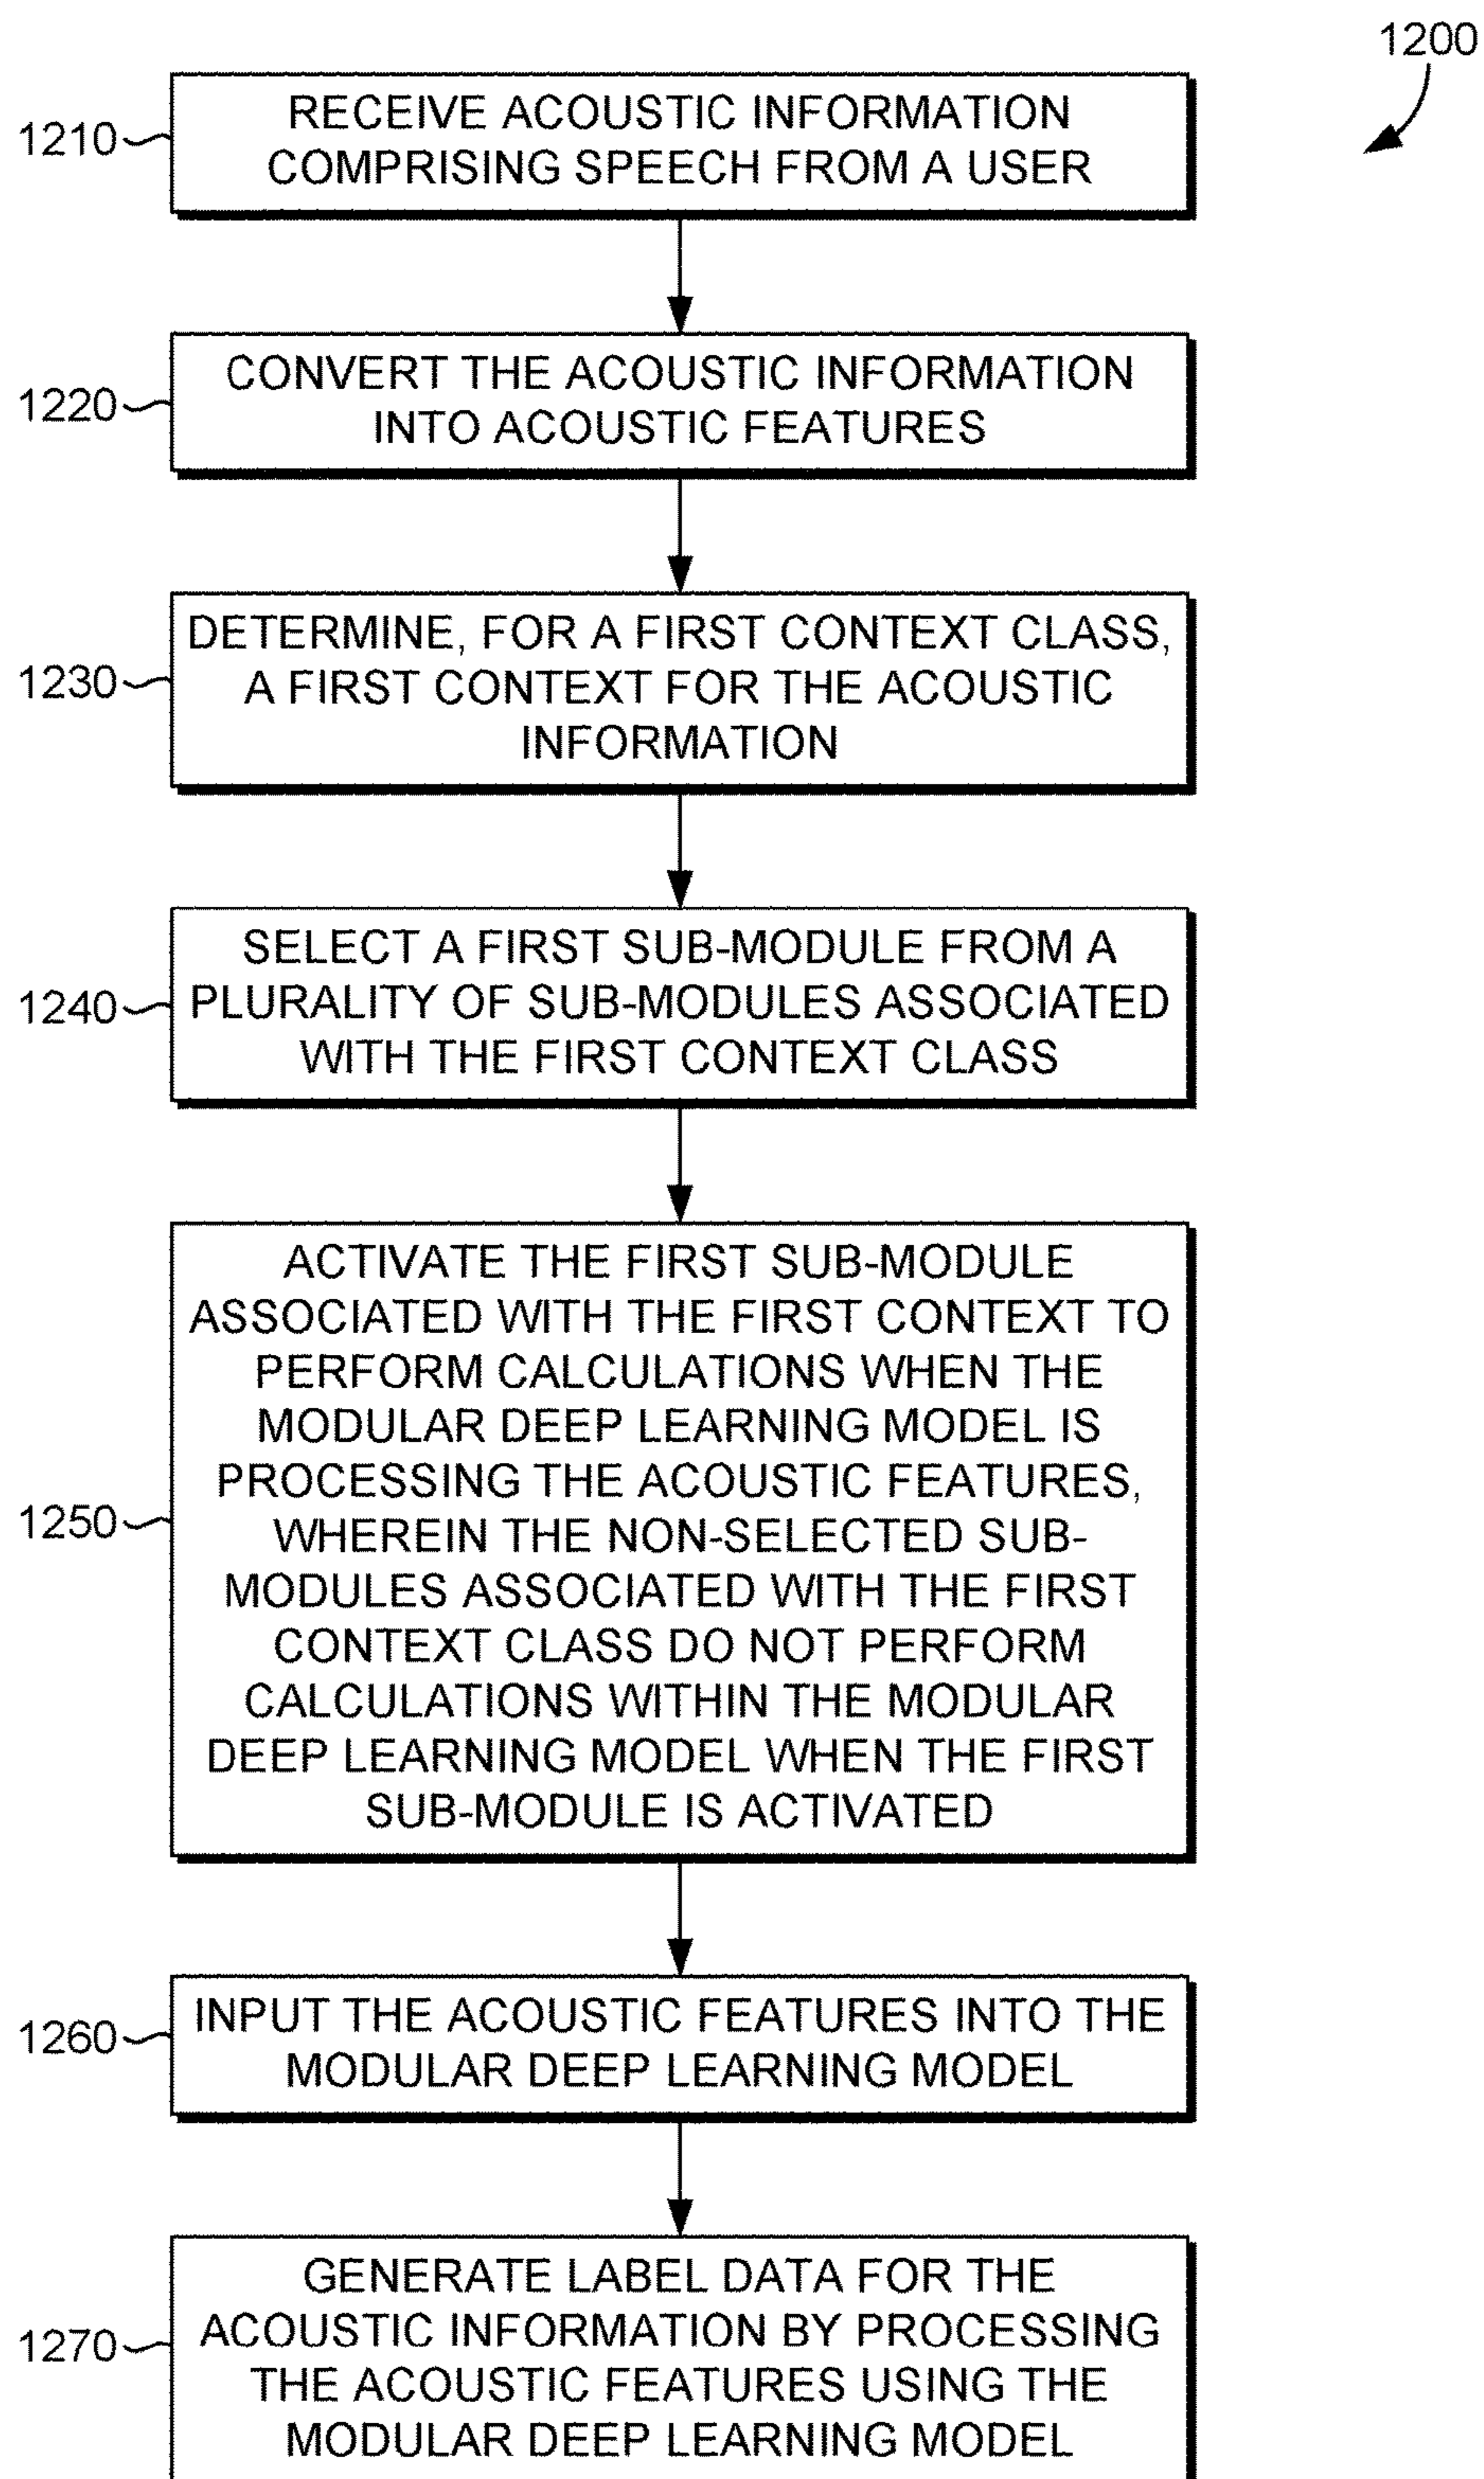 1200
1210
RECEIVE ACOUSTIC INFORMATION
COMPRISING SPEECH FROM A USER
1220
CONVERT THE ACOUSTIC INFORMATION
INTO ACOUSTIC FEATURES
1230
DETERMINE, FOR A FIRST CONTEXT CLASS,
A FIRST CONTEXT FOR THE ACOUSTIC
INFORMATION
1240
SELECT A FIRST SUB-MODULE FROM A
PLURALITY OF SUB-MODULES ASSOCIATED
WITH THE FIRST CONTEXT CLASS
1250
ACTIVATE THE FIRST SUB-MODULE
ASSOCIATED WITH THE FIRST CONTEXT TO
PERFORM CALCULATIONS WHEN THE
MODULAR DEEP LEARNING MODEL IS
PROCESSING THE ACOUSTIC FEATURES,
WHEREIN THE NON-SELECTED SUB-
MODULES ASSOCIATED WITH THE FIRST
CONTEXT CLASS DO NOT PERFORM
CALCULATIONS WITHIN THE MODULAR
DEEP LEARNING MODEL WHEN THE FIRST
SUB-MODULE IS ACTIVATED
1260
INPUT THE ACOUSTIC FEATURES INTO THE
MODULAR DEEP LEARNING MODEL
1270
GENERATE LABEL DATA FOR THE
ACOUSTIC INFORMATION BY PROCESSING
THE ACOUSTIC FEATURES USING THE
MODULAR DEEP LEARNING MODEL